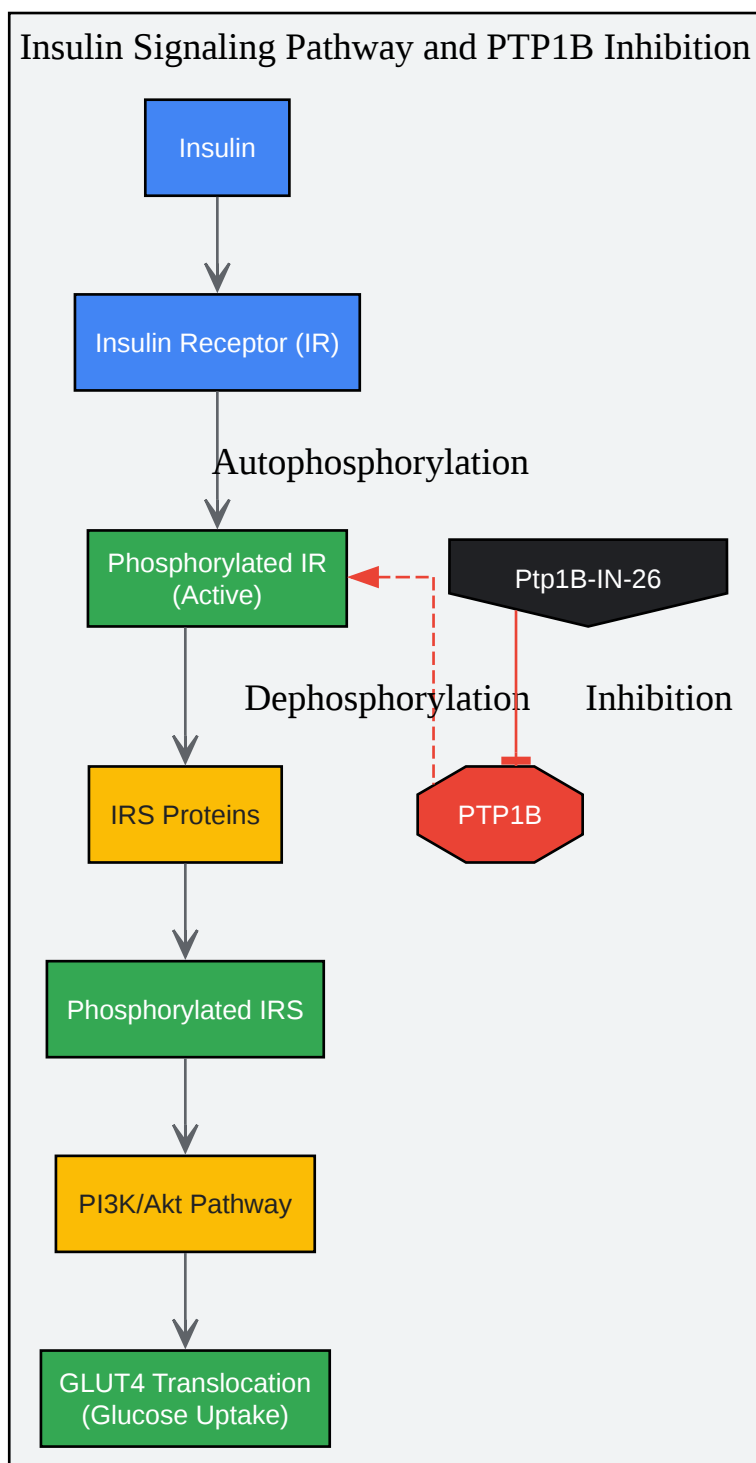 Insulin Signaling Pathway and PTP1B Inhibition
Insulin
Insulin Receptor (IR)
Autophosphorylation
Phosphorylated IR
(Active)
Ptp1B-IN-26
Dephosphorylation
Inhibition
IRS Proteins
PTP1B
Phosphorylated IRS
PI3K/Akt Pathway
GLUT4 Translocation
(Glucose Uptake)